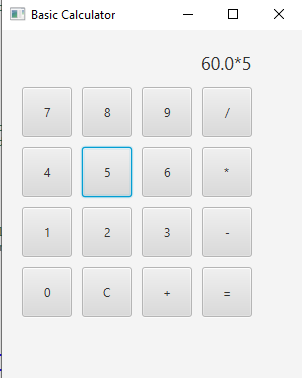 Basic Calculator
60.0*5
7 8 9 /
4 5 6 *
1 2 3 -
0 C + =